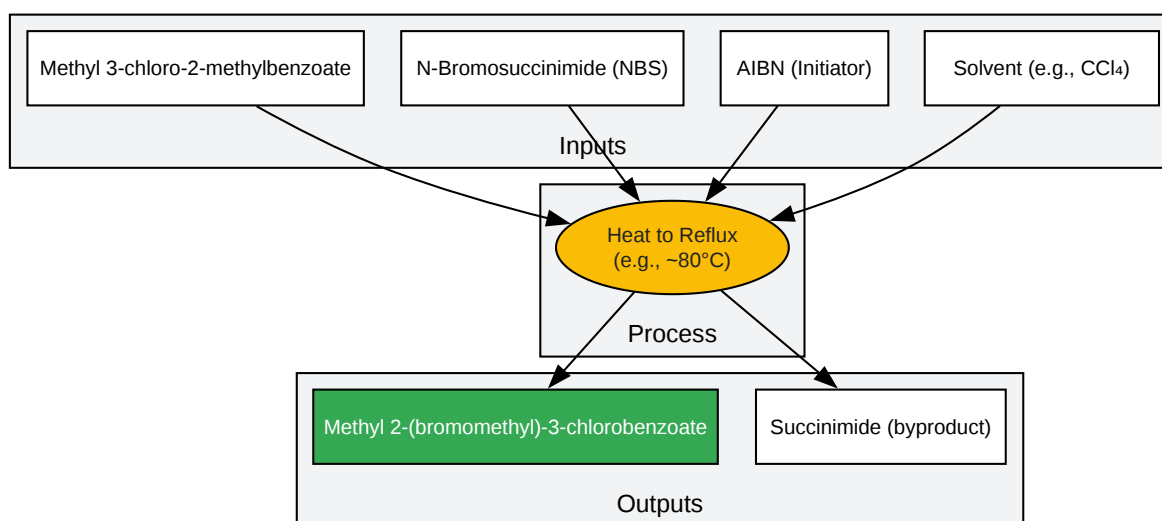 Methyl 3-chloro-2-methylbenzoate
N-Bromosuccinimide (NBS)
AIBN (Initiator)
Solvent (e.g., CCl₄)
Inputs
Heat to Reflux
(e.g., ~80°C)
Process
Methyl 2-(bromomethyl)-3-chlorobenzoate
Succinimide (byproduct)
Outputs